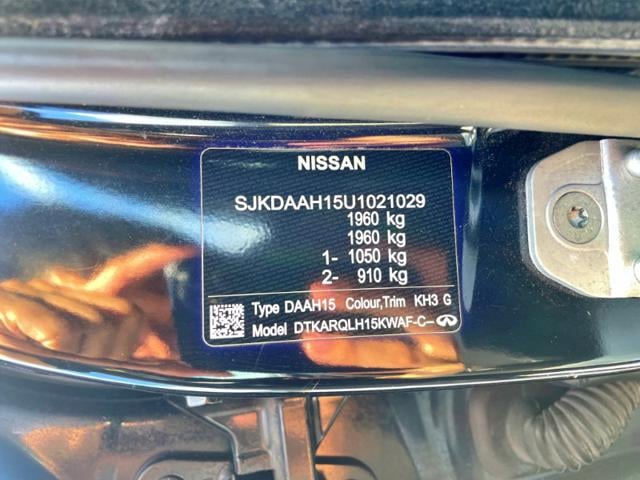 NISSAN
SJKDAAH15U1021029
1960 kg
1960 kg
1- 1050 kg
2- 910 kg
Type DAAH15 Colour,Trim KH3 G
Model DTKARQLH15KWAF-C–